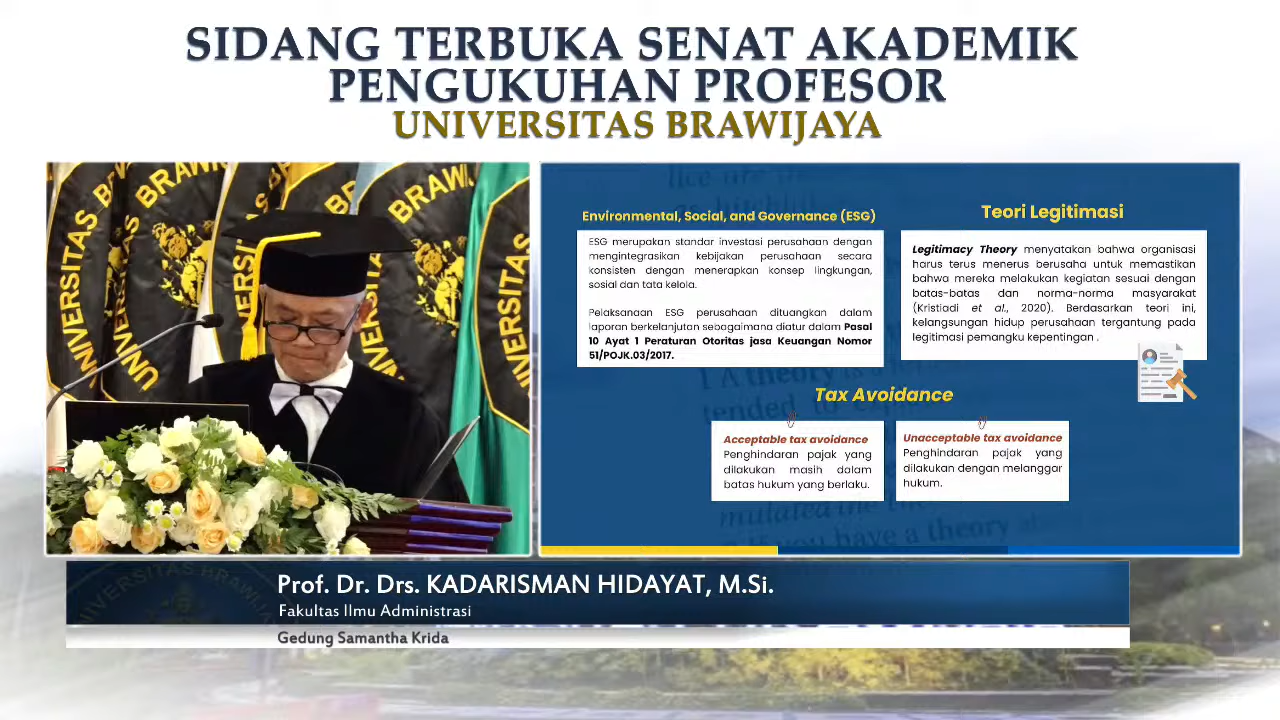 SIDANG TERBUKA SENAT AKADEMIK
PENGUKUHAN PROFESOR
UNIVERSITAS BRAWIJAYA
Environmental, Social, and Governance (ESG)
ESG merupakan standar investasi perusahaan dengan
mengintegrasikan kebijakan perusahaan secara
konsisten dengan menerapkan konsep lingkungan,
sosial dan tata kelola.
Pelaksanaan ESG perusahaan dituangkan dalam
laporan berkelanjutan sebagaimana diatur dalam Pasal
10 Ayat 1 Peraturan Otoritas jasa Keuangan Nomor
51/POJK.03/2017.
Teori Legitimasi
Legitimacy Theory menyatakan bahwa organisasi
harus terus menerus berusaha untuk memastikan
bahwa mereka melakukan kegiatan sesuai dengan
batas-batas dan norma-norma masyarakat
(Kristiadi et al., 2020). Berdasarkan teori ini,
kelangsungan hidup perusahaan tergantung pada
legitimasi pemangku kepentingan .
Tax Avoidance
Acceptable tax avoidance
Penghindaran pajak yang
dilakukan masih dalam
batas hukum yang berlaku.
Unacceptable tax avoidance
Penghindaran pajak yang
dilakukan dengan melanggar
hukum.
Prof. Dr. Drs. KADARISMAN HIDAYAT, M.Si.
Fakultas Ilmu Administrasi
Gedung Samantha Krida